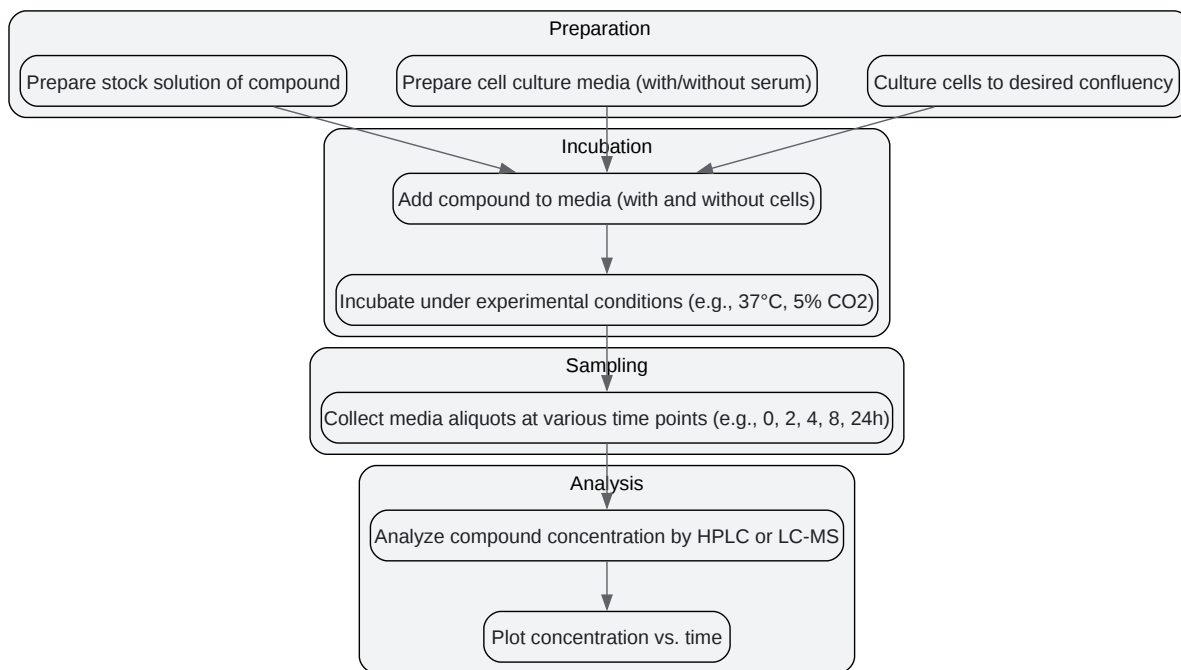 Preparation
Prepare stock solution of compound
Prepare cell culture media (with/without serum)
Culture cells to desired confluency
Incubation
Add compound to media (with and without cells)
Incubate under experimental conditions (e.g., 37°C, 5% CO2)
Sampling
Collect media aliquots at various time points (e.g., 0, 2, 4, 8, 24h)
Analysis
Analyze compound concentration by HPLC or LC-MS
Plot concentration vs. time